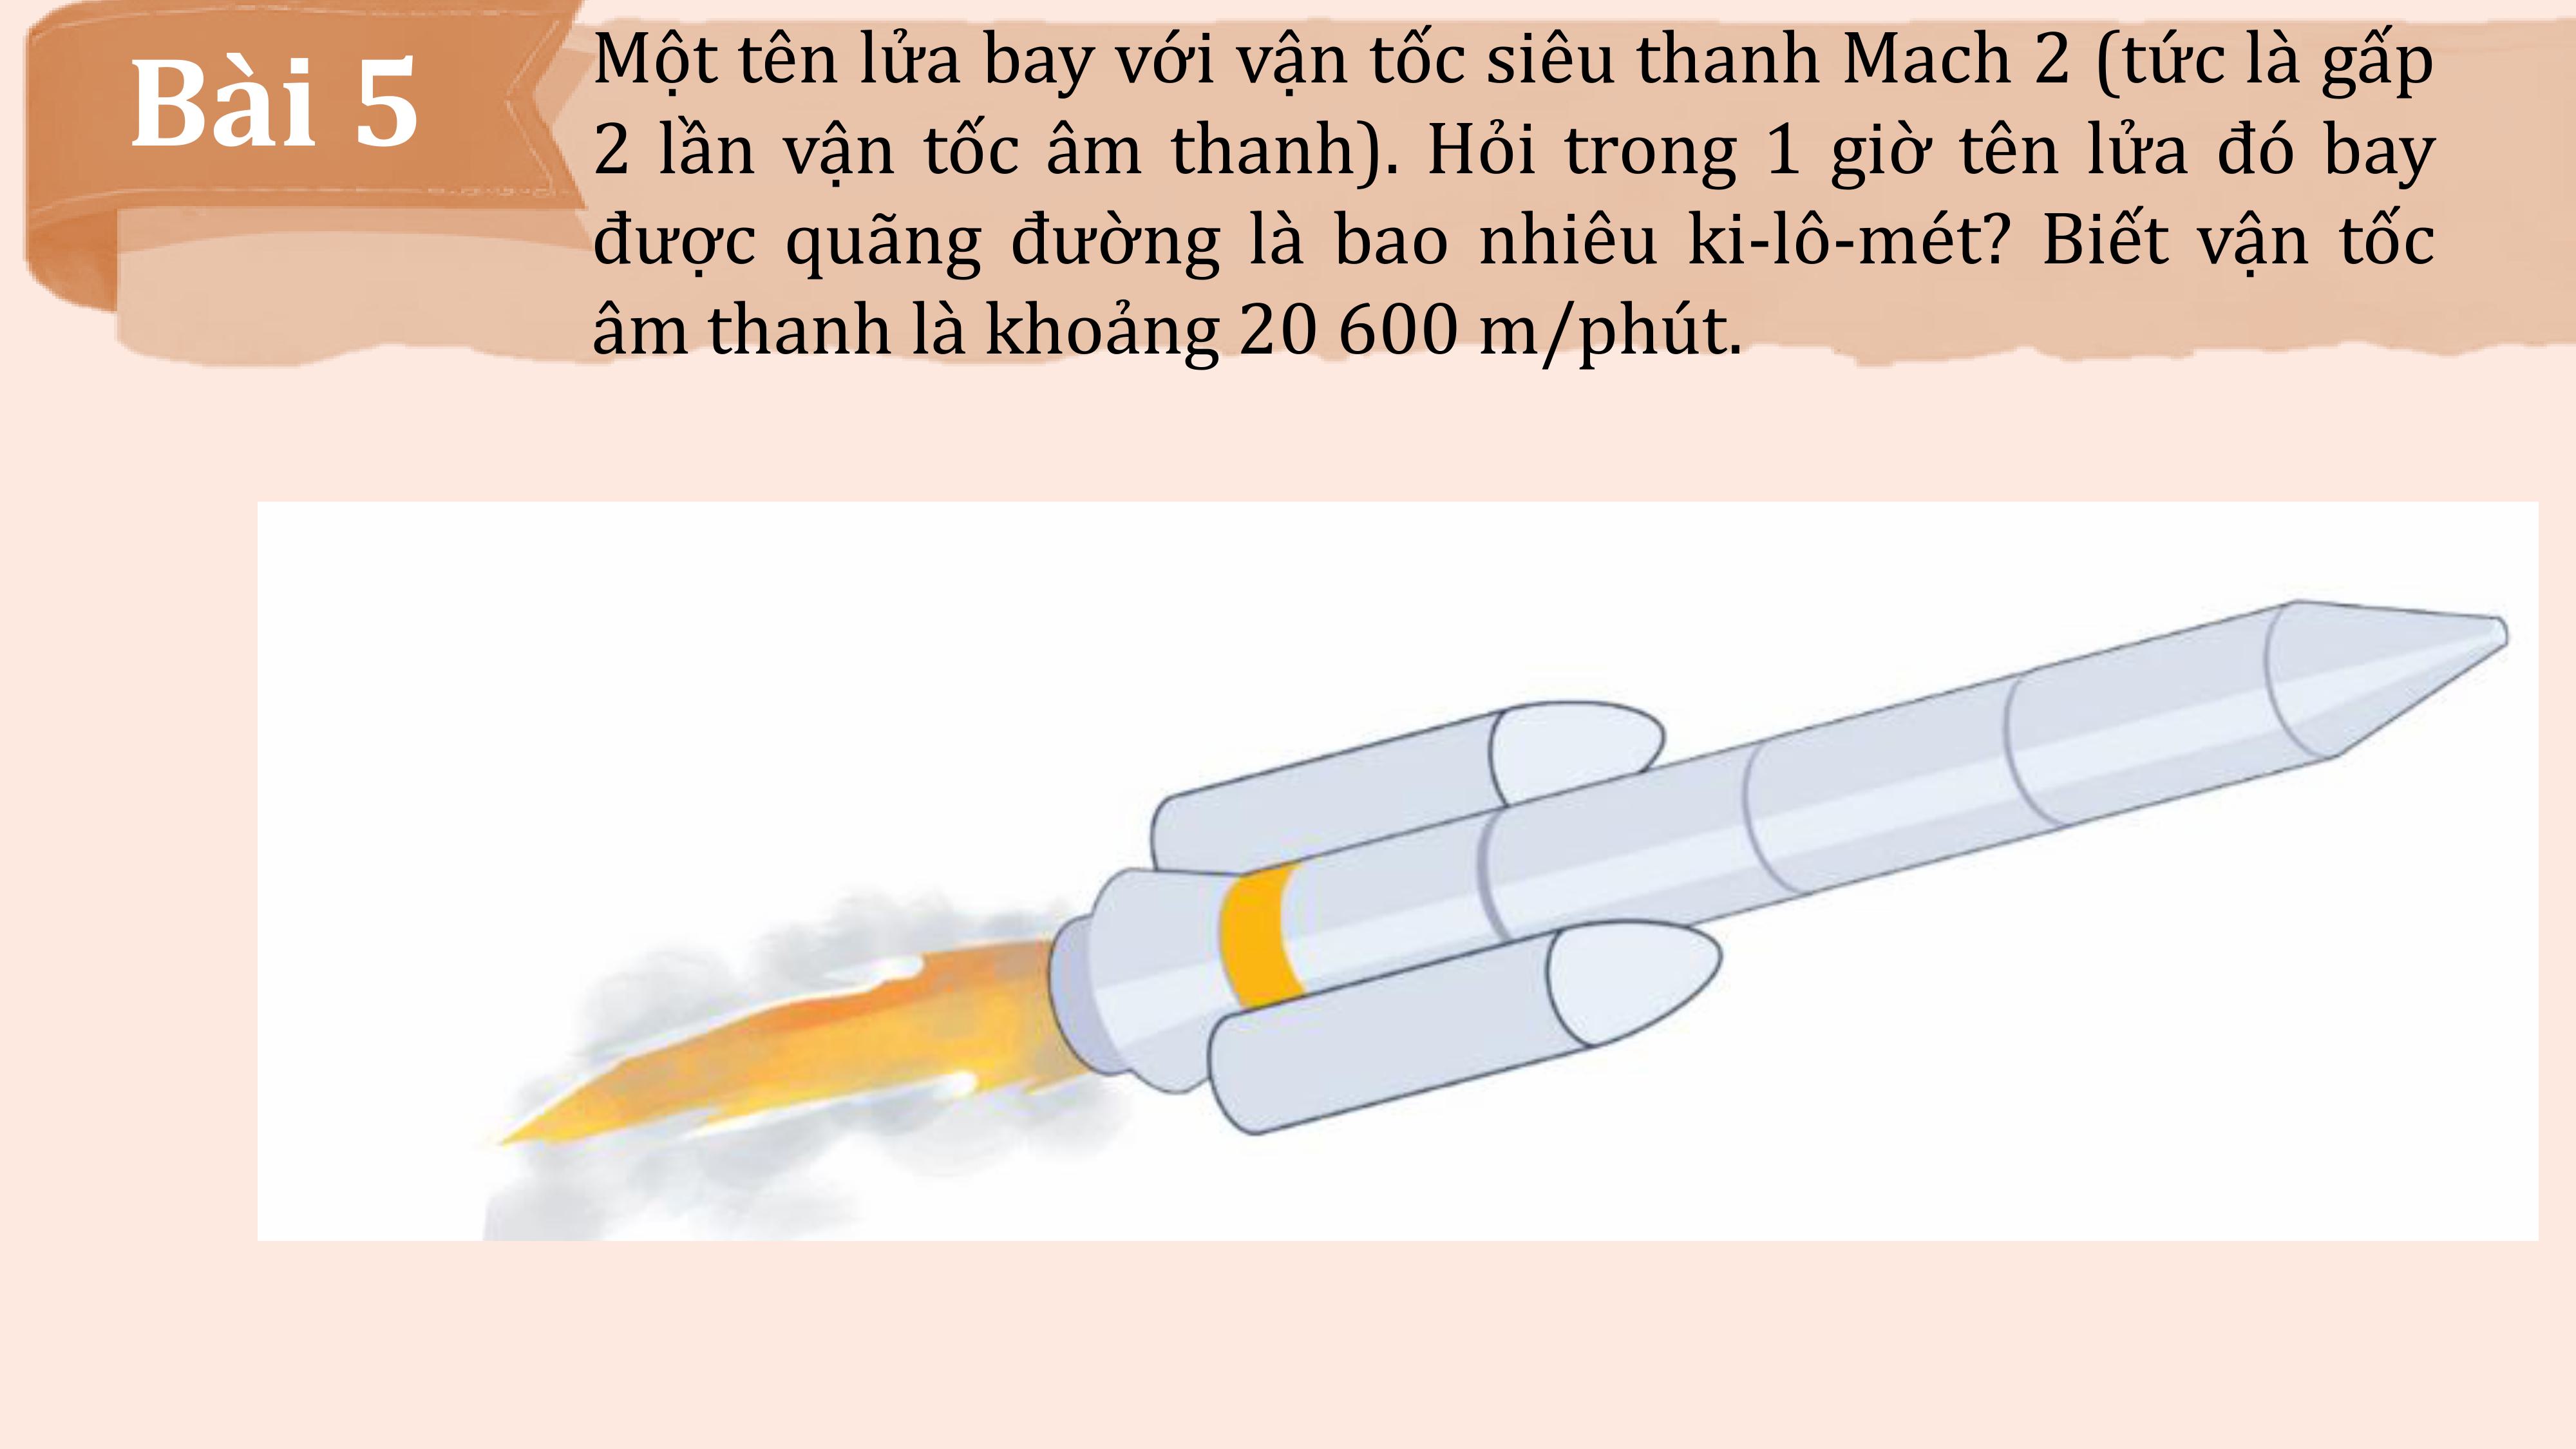 Bài 5
Một tên lửa bay với vận tốc siêu thanh Mach 2 (tức là gấp
2 lần vận tốc âm thanh). Hỏi trong 1 giờ tên lửa đó bay
được quãng đường là bao nhiêu ki-lô-mét? Biết vận tốc
âm thanh là khoảng 20 600 m/phút.